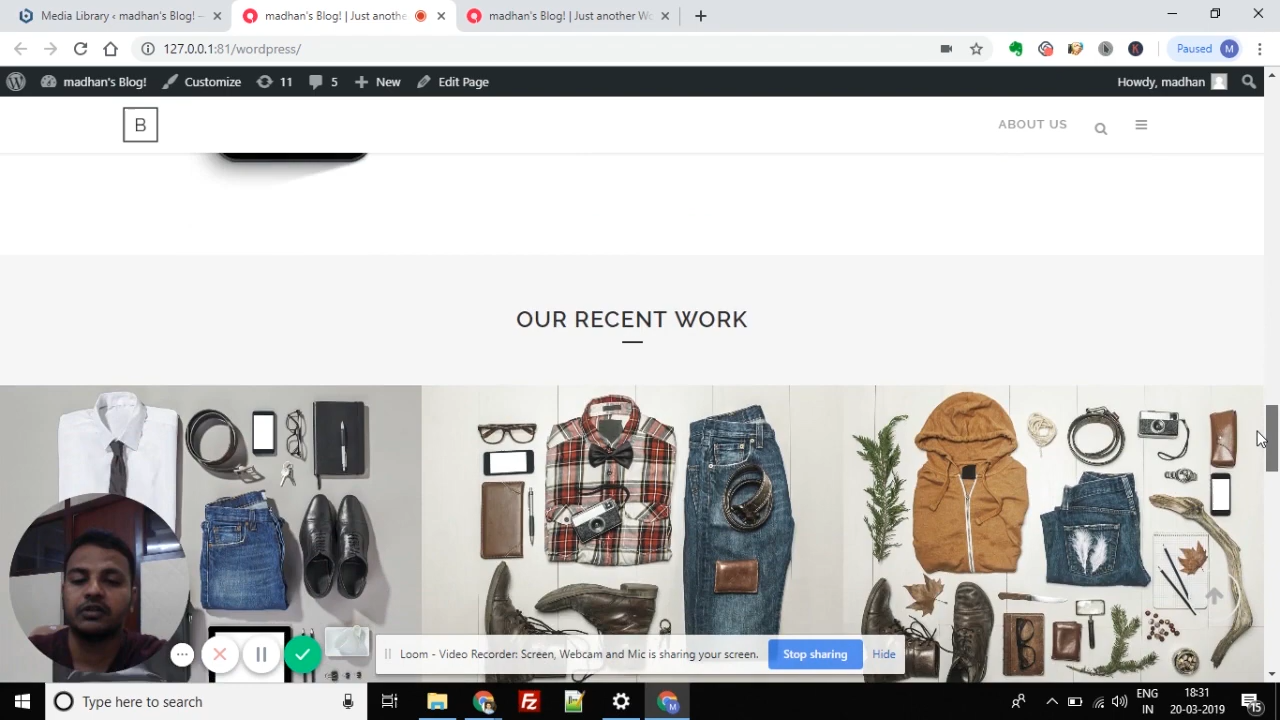 Media Library ‹ madhan's Blog! –
madhan's Blog! | Just anothe
madhan's Blog! | Just another Wo
127.0.0.1:81/wordpress/
Paused
M
madhan's Blog!
Customize
11
5
New
Edit Page
Howdy, madhan
B
ABOUT US
OUR RECENT WORK
Loom - Video Recorder: Screen, Webcam and Mic is sharing your screen.
Stop sharing
Hide
Type here to search
ENG
IN
18:31
20-03-2019
15